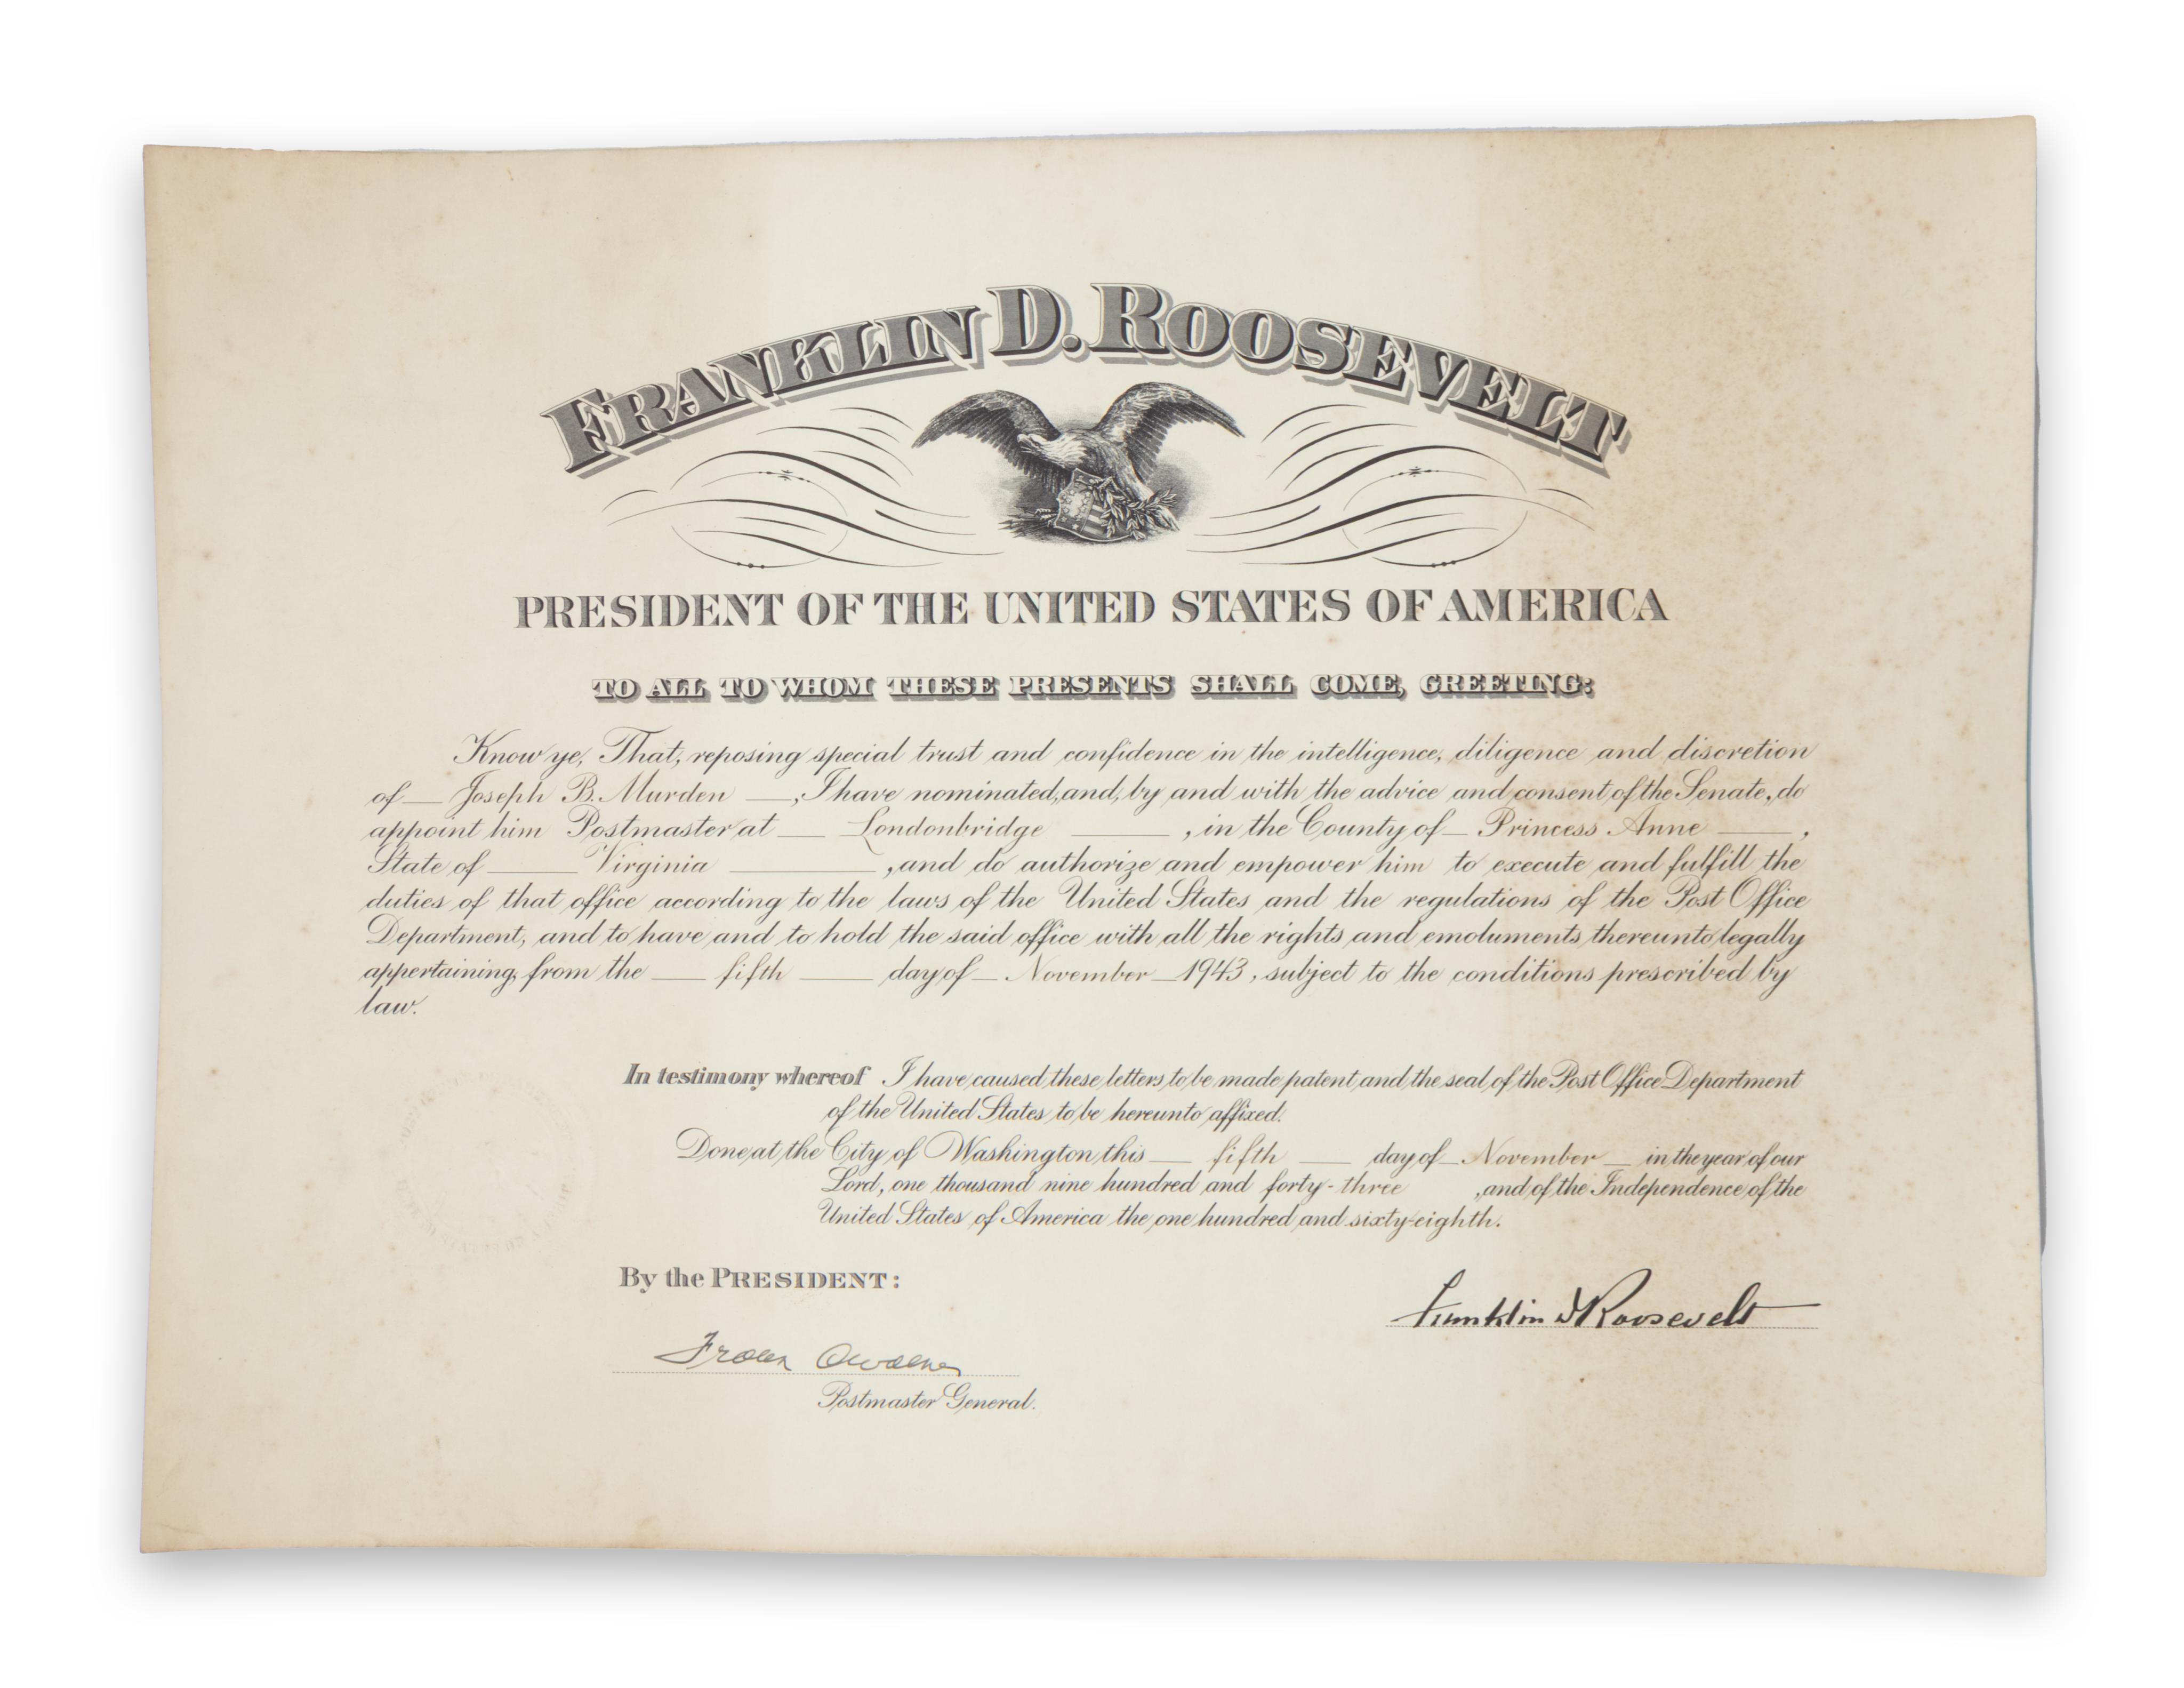 FRANKLIN D. ROOSEVELT
PRESIDENT OF THE UNITED STATES OF AMERICA
TO ALL TO WHOM THESE PRESENTS SHALL COME, GREETING:
Know ye, That, reposing special trust and confidence in the intelligence, diligence and discretion
of Joseph B. Murden, I have nominated, and, by and with the advice and consent of the Senate, do
appoint him Postmaster at Londonbridge, in the County of Princess Anne,
State of Virginia, and do authorize and empower him to execute and fulfill the
duties of that office according to the laws of the United States and the regulations of the Post Office
Department, and to have and to hold the said office with all the rights and emoluments thereunto legally
appertaining, from the fifth day of November 1943, subject to the conditions prescribed by
law.
In testimony whereof I have caused these letters to be made patent and the seal of the Post Office Department
of the United States to be hereunto affixed.
Done at the City of Washington this fifth day of November in the year of our
Lord, one thousand nine hundred and forty-three, and of the Independence of the
United States of America the one hundred and sixty-eighth.
By the PRESIDENT:
Franklin D Roosevelt
Frank
Postmaster General.